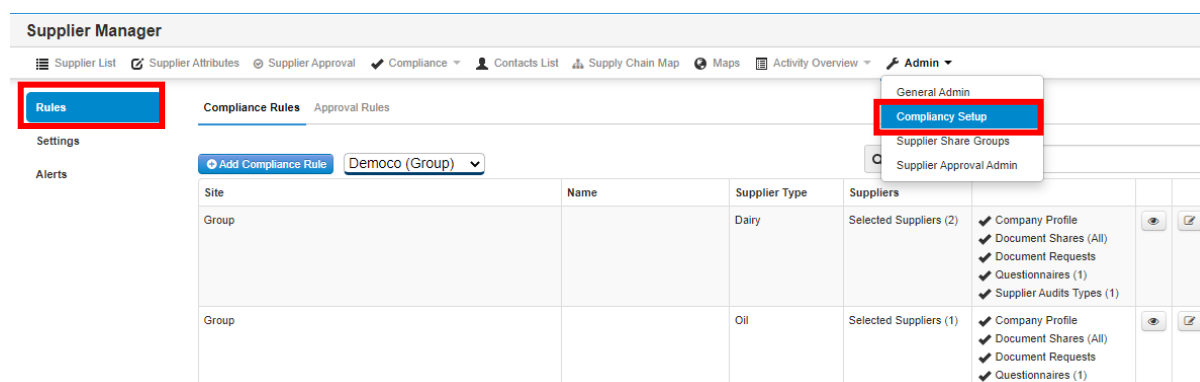 Supplier Manager
Supplier List Supplier Attributes Supplier Approval Compliance Contacts List Supply Chain Map Maps Activity Overview Admin
General Admin
Compliancy Setup
Supplier Share Groups
Supplier Approval Admin
Rules
Settings
Alerts
Compliance Rules Approval Rules
Add Compliance Rule Democo (Group)
Site Name Supplier Type Suppliers
Group Dairy Selected Suppliers (2) Company Profile
Document Shares (All)
Document Requests
Questionnaires (1)
Supplier Audits Types (1)
Group Oil Selected Suppliers (1) Company Profile
Document Shares (All)
Document Requests
Questionnaires (1)